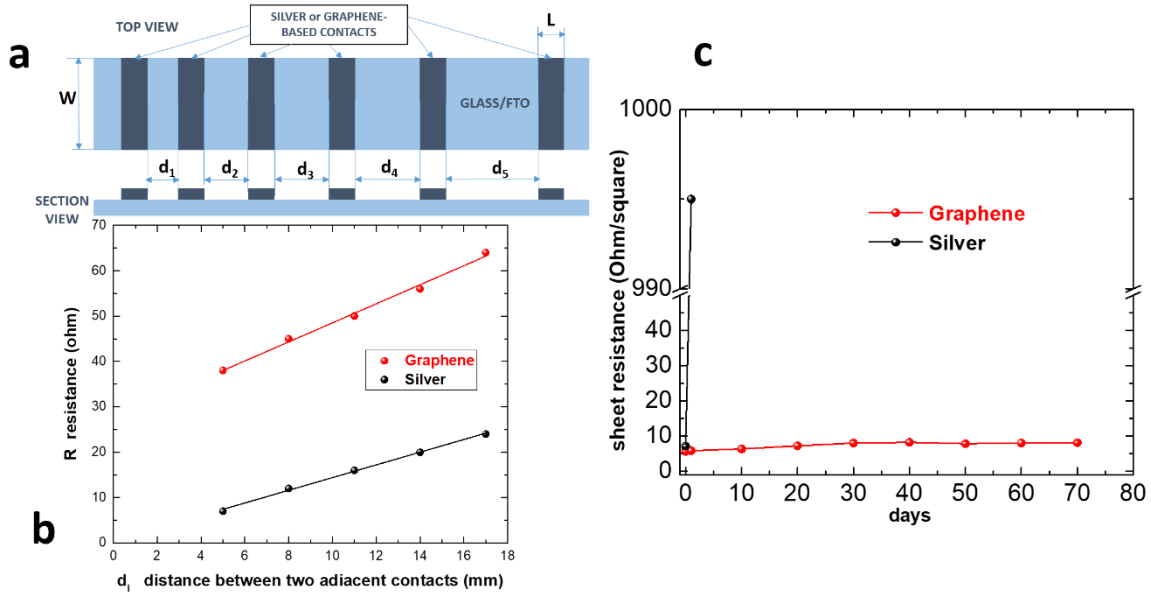 a
TOP VIEW
SILVER or GRAPHENE-
BASED CONTACTS
L
W
GLASS/FTO
d1
d2
d3
d4
d5
SECTION
VIEW
b
70
60
50
40
30
20
10
0
R resistance (ohm)
Graphene
Silver
0 2 4 6 8 10 12 14 16 18
di distance between two adjacent contacts (mm)
c
1000
990
40
30
20
10
0
sheet resistance (Ohm/square)
Graphene
Silver
0 10 20 30 40 50 60 70 80
days